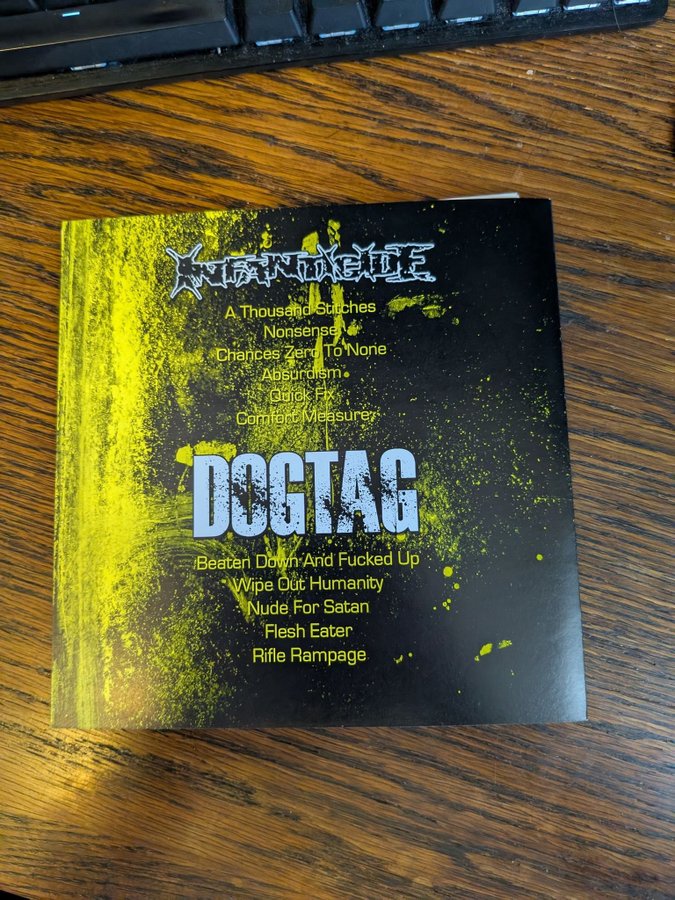 INFANTICIDE
A Thousand Stitches
Nonsense
Chances Zero To None
Absurdism
Quick Fix
Comfort Measures
DOGTAG
Beaten Down And Fucked Up
Wipe Out Humanity
Nude For Satan
Flesh Eater
Rifle Rampage